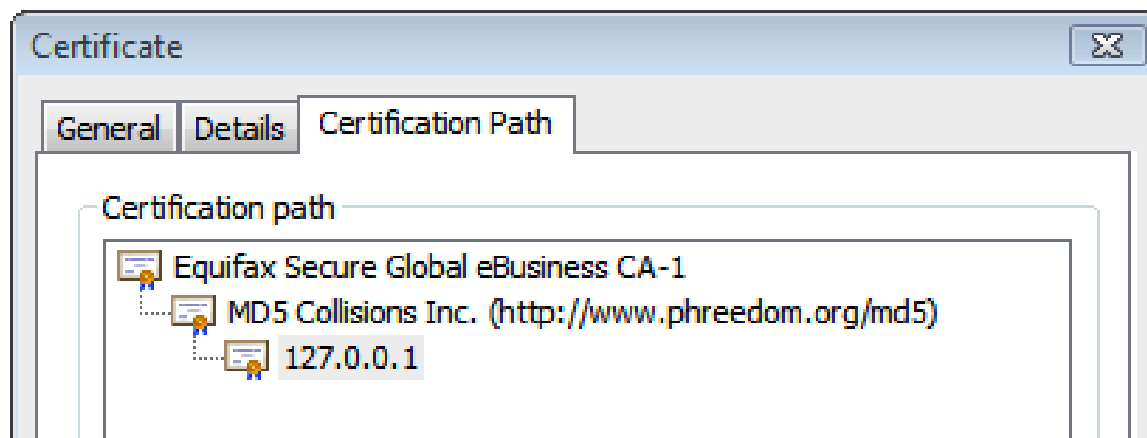 Certificate
General Details Certification Path
Certification path
Equifax Secure Global eBusiness CA-1
MD5 Collisions Inc. (http://www.phreedom.org/md5)
127.0.0.1